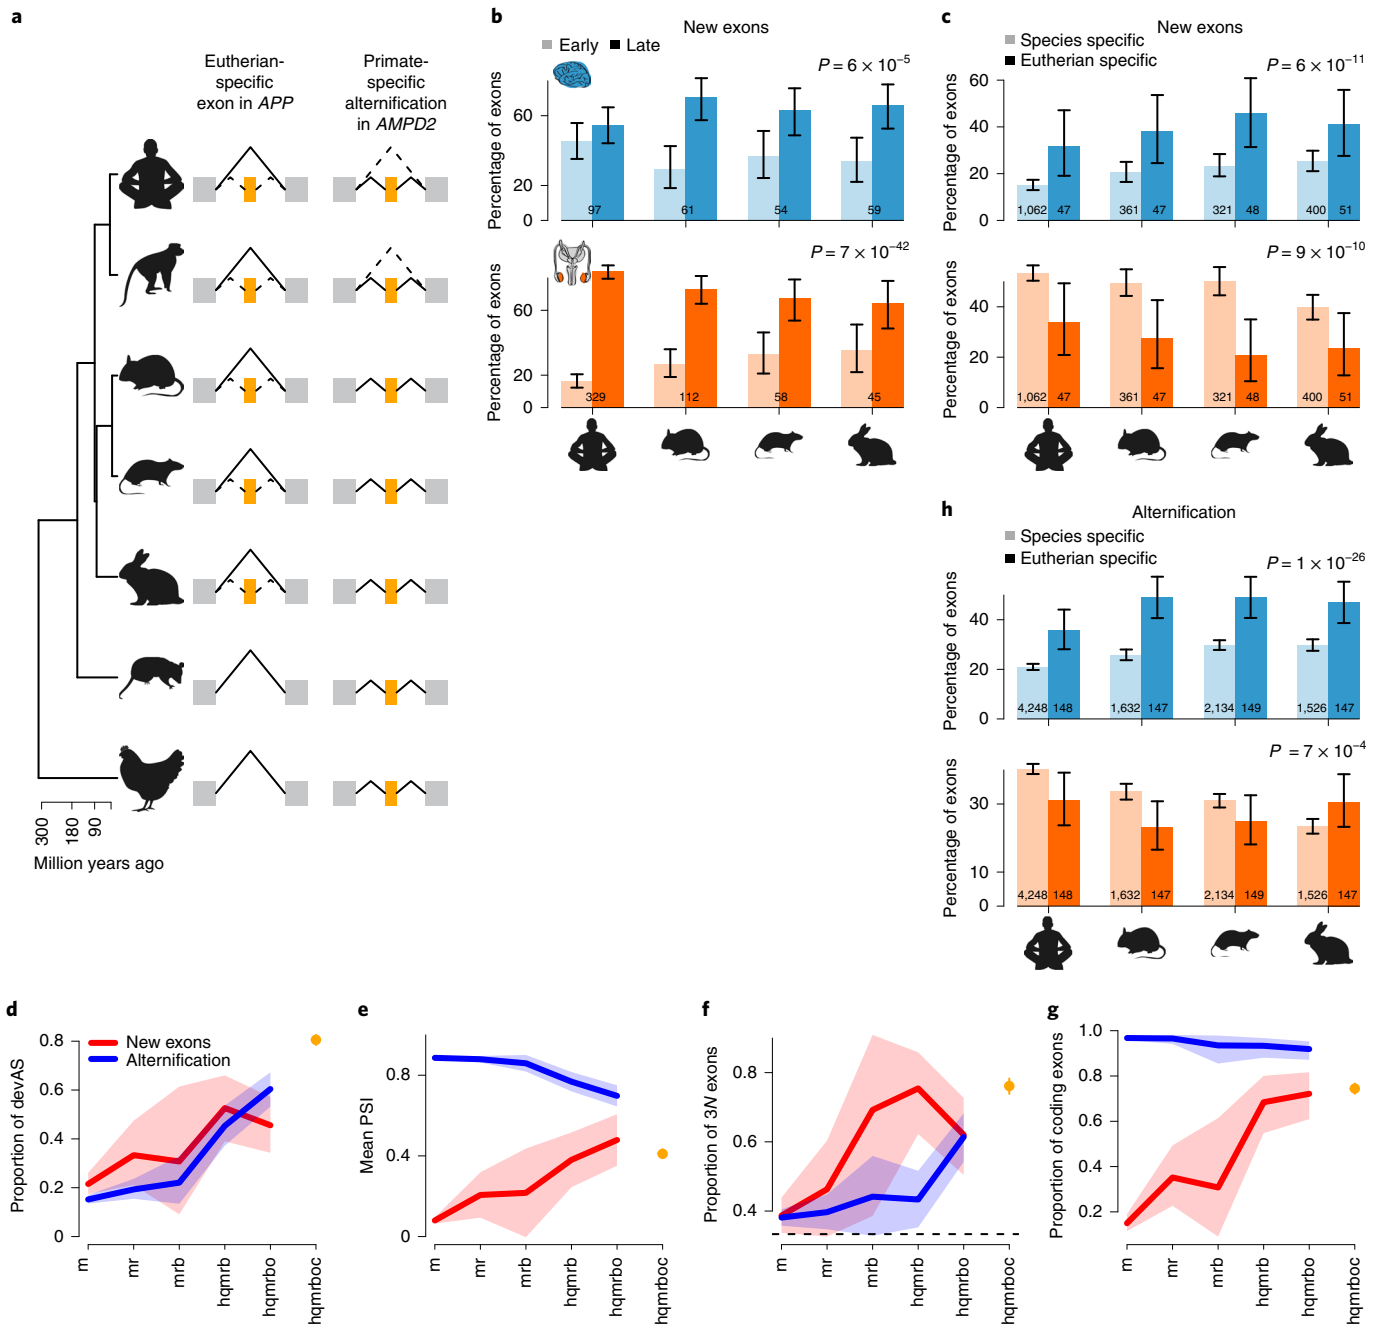 a
Eutherian-
specific
exon in APP
Primate-
specific
alternification
in AMPD2
300
180
90
Million years ago
b
New exons
Early
Late
P = 6 × 10−5
Percentage of exons
60
20
0
97
61
54
59
P = 7 × 10−42
Percentage of exons
60
20
0
329
112
58
45
c
New exons
Species specific
Eutherian specific
P = 6 × 10−11
Percentage of exons
60
40
20
0
1,062
47
361
47
321
48
400
51
P = 9 × 10−10
Percentage of exons
40
20
0
1,062
47
361
47
321
48
400
51
h
Alternification
Species specific
Eutherian specific
P = 1 × 10−26
Percentage of exons
40
20
0
4,248
148
1,632
147
2,134
149
1,526
147
P = 7 × 10−4
Percentage of exons
30
10
0
4,248
148
1,632
147
2,134
149
1,526
147
d
New exons
Alternification
Proportion of devAS
0.8
0.6
0.4
0.2
0
m
mr
mrb
hqmrb
hqmrbo
hqmrboc
e
Mean PSI
0.8
0.4
0
m
mr
mrb
hqmrb
hqmrbo
hqmrboc
f
Proportion of 3N exons
0.8
0.6
0.4
m
mr
mrb
hqmrb
hqmrbo
hqmrboc
g
Proportion of coding exons
1.0
0.8
0.6
0.4
0.2
m
mr
mrb
hqmrb
hqmrbo
hqmrboc